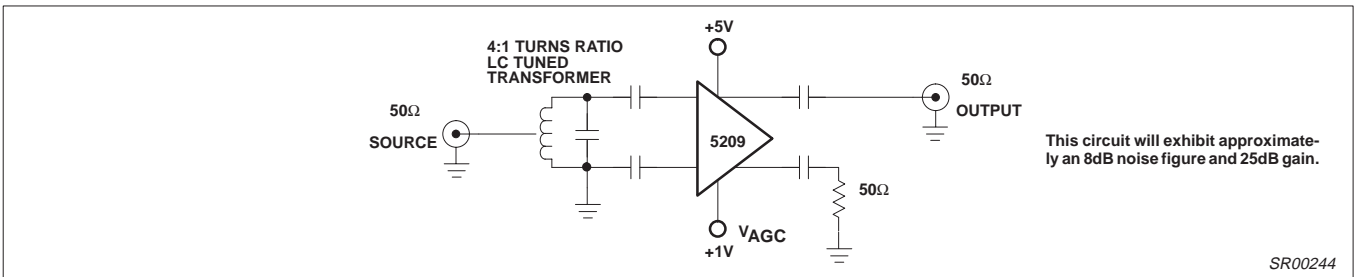 +5V
4:1 TURNS RATIO
LC TUNED
TRANSFORMER
50Ω
SOURCE
5209
50Ω
OUTPUT
50Ω
VAGC
+1V
This circuit will exhibit approximate-
ly an 8dB noise figure and 25dB gain.
SR00244